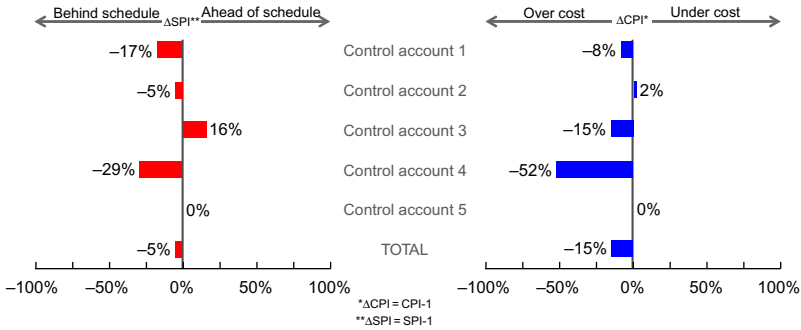 Behind schedule ΔSPI** Ahead of schedule Over cost ΔCPI* Under cost
–17% Control account 1 –8%
–5% Control account 2 2%
16% Control account 3 –15%
–29% Control account 4 –52%
0% Control account 5 0%
–5% TOTAL –15%
–100% –50% 0% 50% 100% –100% –50% 0% 50% 100%
*ΔCPI = CPI-1
**ΔSPI = SPI-1